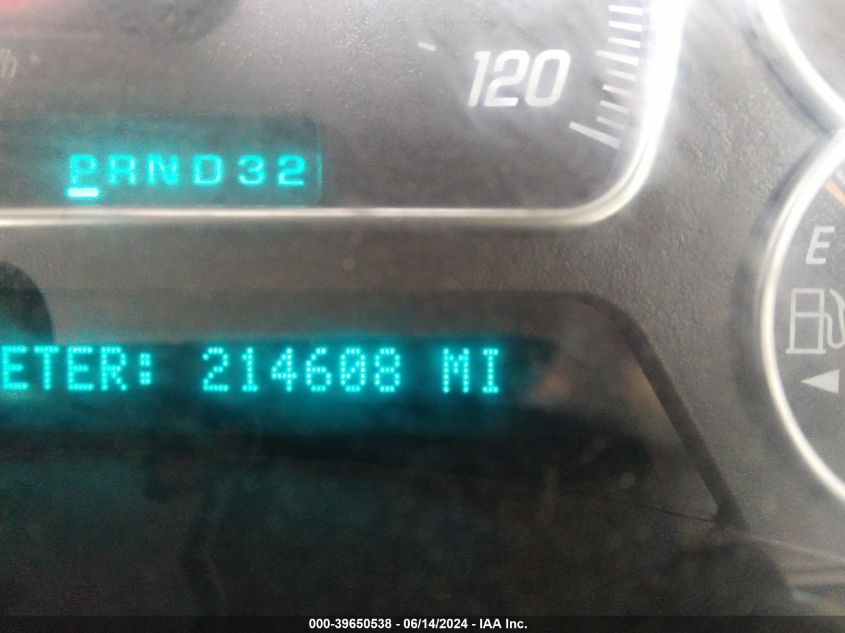 120
PRND32
E
ETER: 214608 MI
000-39650538 - 06/14/2024 - IAA Inc.